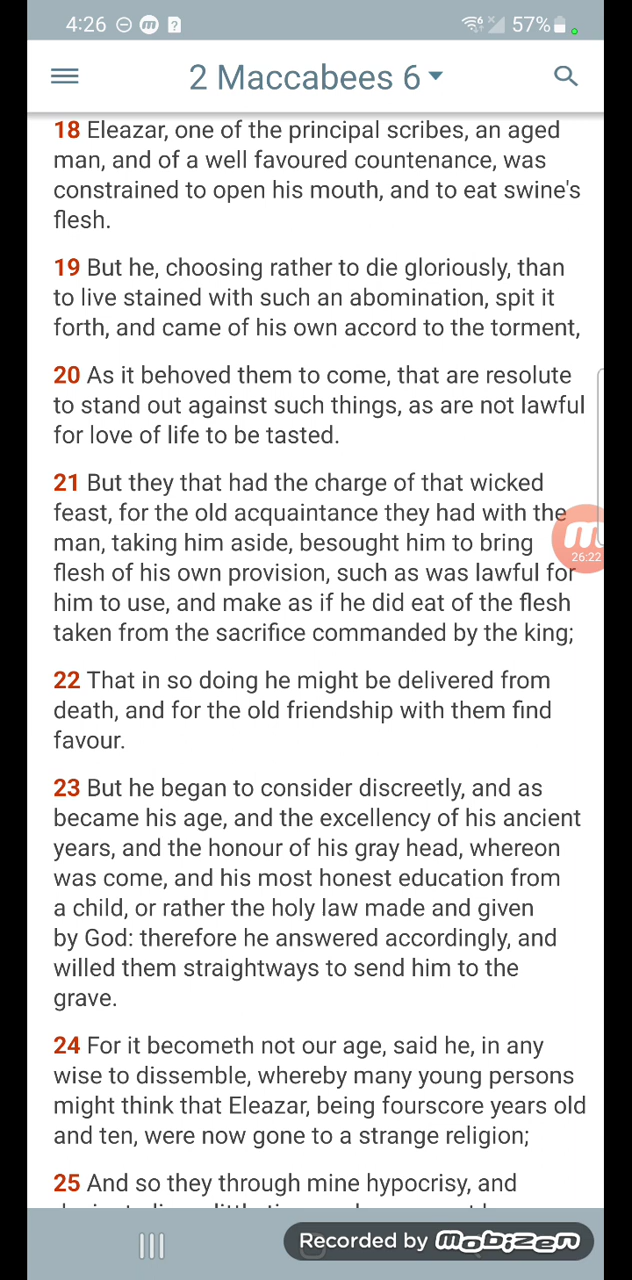 4:26 57%
2 Maccabees 6
18 Eleazar, one of the principal scribes, an aged
man, and of a well favoured countenance, was
constrained to open his mouth, and to eat swine's
flesh.
19 But he, choosing rather to die gloriously, than
to live stained with such an abomination, spit it
forth, and came of his own accord to the torment,
20 As it behoved them to come, that are resolute
to stand out against such things, as are not lawful
for love of life to be tasted.
21 But they that had the charge of that wicked
feast, for the old acquaintance they had with the
man, taking him aside, besought him to bring
flesh of his own provision, such as was lawful for
him to use, and make as if he did eat of the flesh
taken from the sacrifice commanded by the king;
26:22
22 That in so doing he might be delivered from
death, and for the old friendship with them find
favour.
23 But he began to consider discreetly, and as
became his age, and the excellency of his ancient
years, and the honour of his gray head, whereon
was come, and his most honest education from
a child, or rather the holy law made and given
by God: therefore he answered accordingly, and
willed them straightways to send him to the
grave.
24 For it becometh not our age, said he, in any
wise to dissemble, whereby many young persons
might think that Eleazar, being fourscore years old
and ten, were now gone to a strange religion;
25 And so they through mine hypocrisy, and
Recorded by mobizen